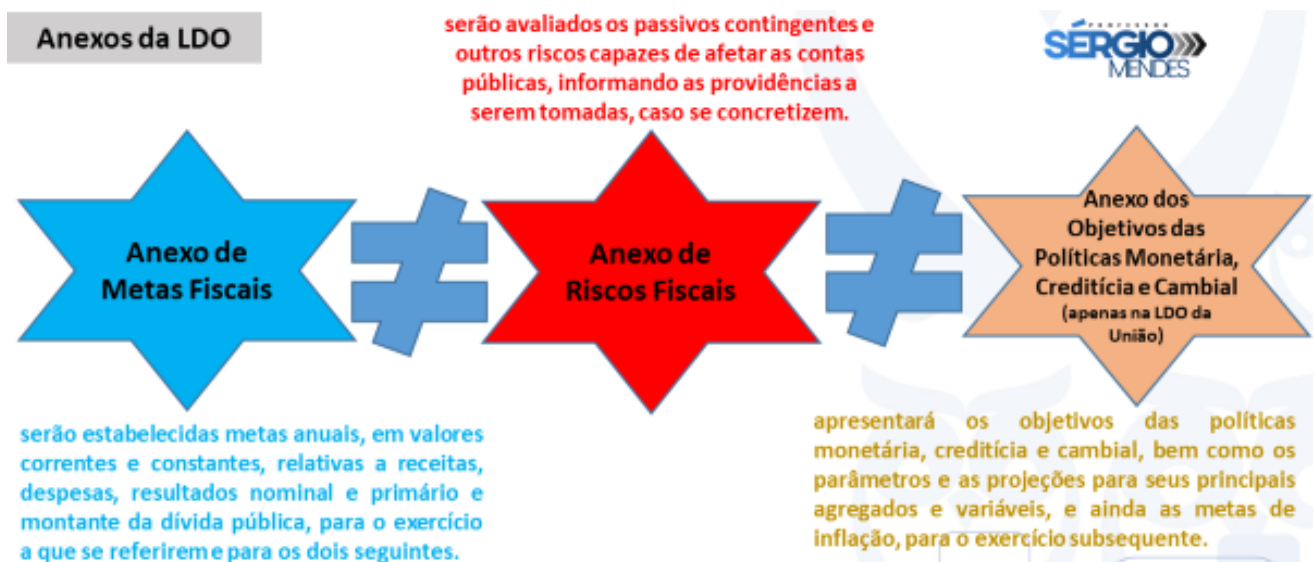 Anexos da LDO
serão avaliados os passivos contingentes e
outros riscos capazes de afetar as contas
públicas, informando as providências a
serem tomadas, caso se concretizem.
PROFESSOR
SÉRGIO
MENDES
Anexo de
Metas Fiscais
Anexo de
Riscos Fiscais
Anexo dos
Objetivos das
Políticas Monetária,
Creditícia e Cambial
(apenas na LDO da
União)
serão estabelecidas metas anuais, em valores
correntes e constantes, relativas a receitas,
despesas, resultados nominal e primário e
montante da dívida pública, para o exercício
a que se referirem e para os dois seguintes.
apresentará os objetivos das políticas
monetária, creditícia e cambial, bem como os
parâmetros e as projeções para seus principais
agregados e variáveis, e ainda as metas de
inflação, para o exercício subsequente.